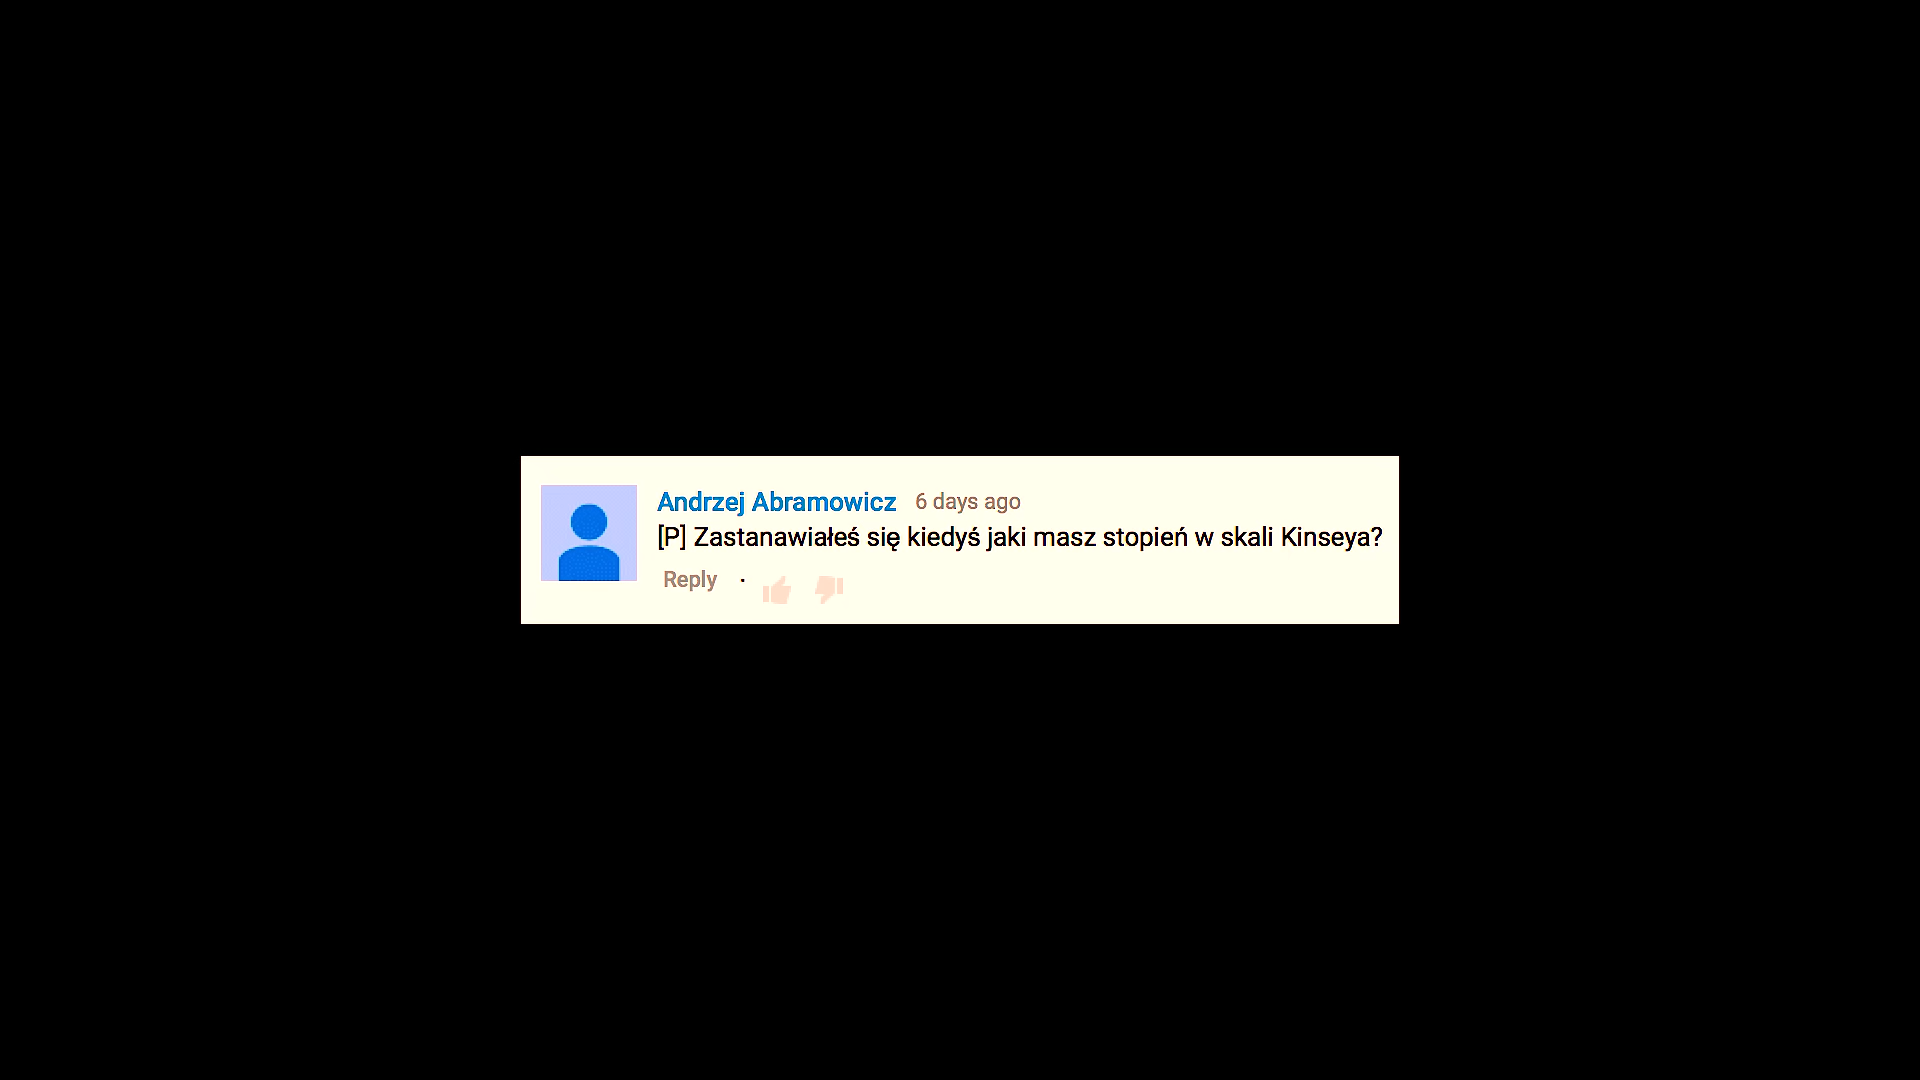 Andrzej Abramowicz 6 days ago
[P] Zastanawiałeś się kiedyś jaki masz stopień w skali Kinseya?
Reply ·